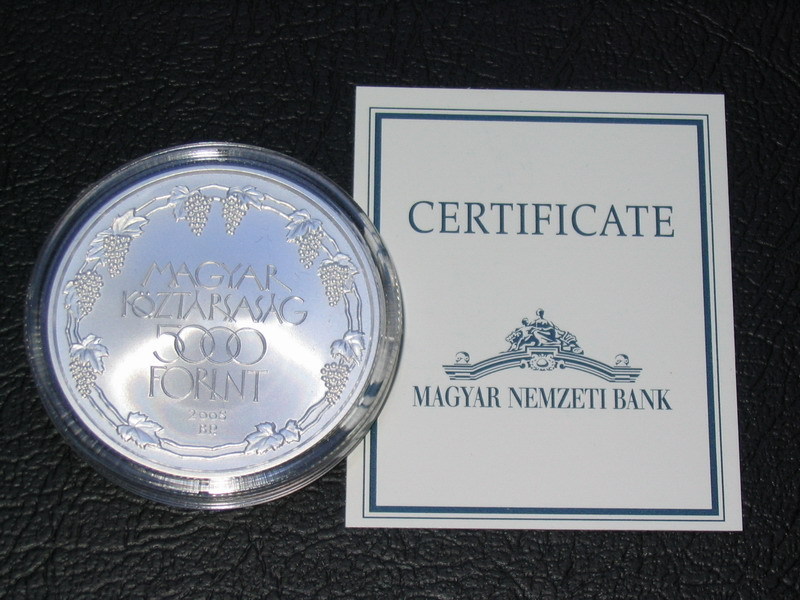 MAGYAR
KÖZTÁRSASÁG
5000
FORINT
2008
BP.
CERTIFICATE
MAGYAR NEMZETI BANK